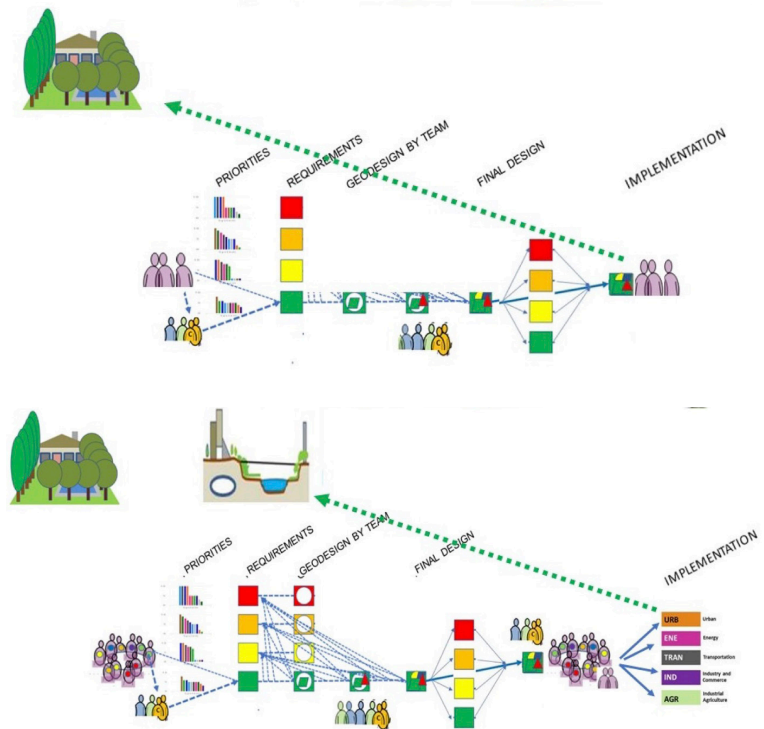 PRIORITIES
REQUIREMENTS
GEODESIGN BY TEAM
FINAL DESIGN
IMPLEMENTATION
PRIORITIES
REQUIREMENTS
GEODESIGN BY TEAM
FINAL DESIGN
IMPLEMENTATION
URB Urban
ENE Energy
TRAN Transportation
IND Industry and
Commerce
AGR Industrial
Agriculture